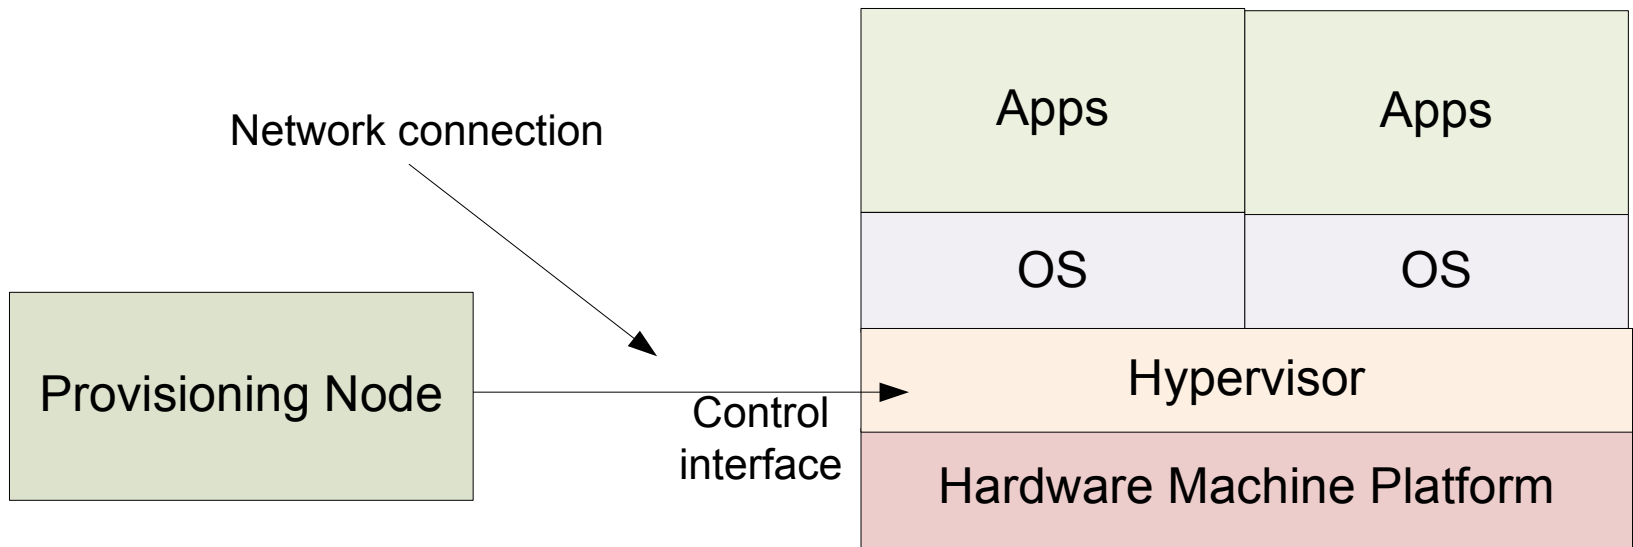 Apps
Apps
Network connection
OS
OS
Provisioning Node
Hypervisor
Control
interface
Hardware Machine Platform